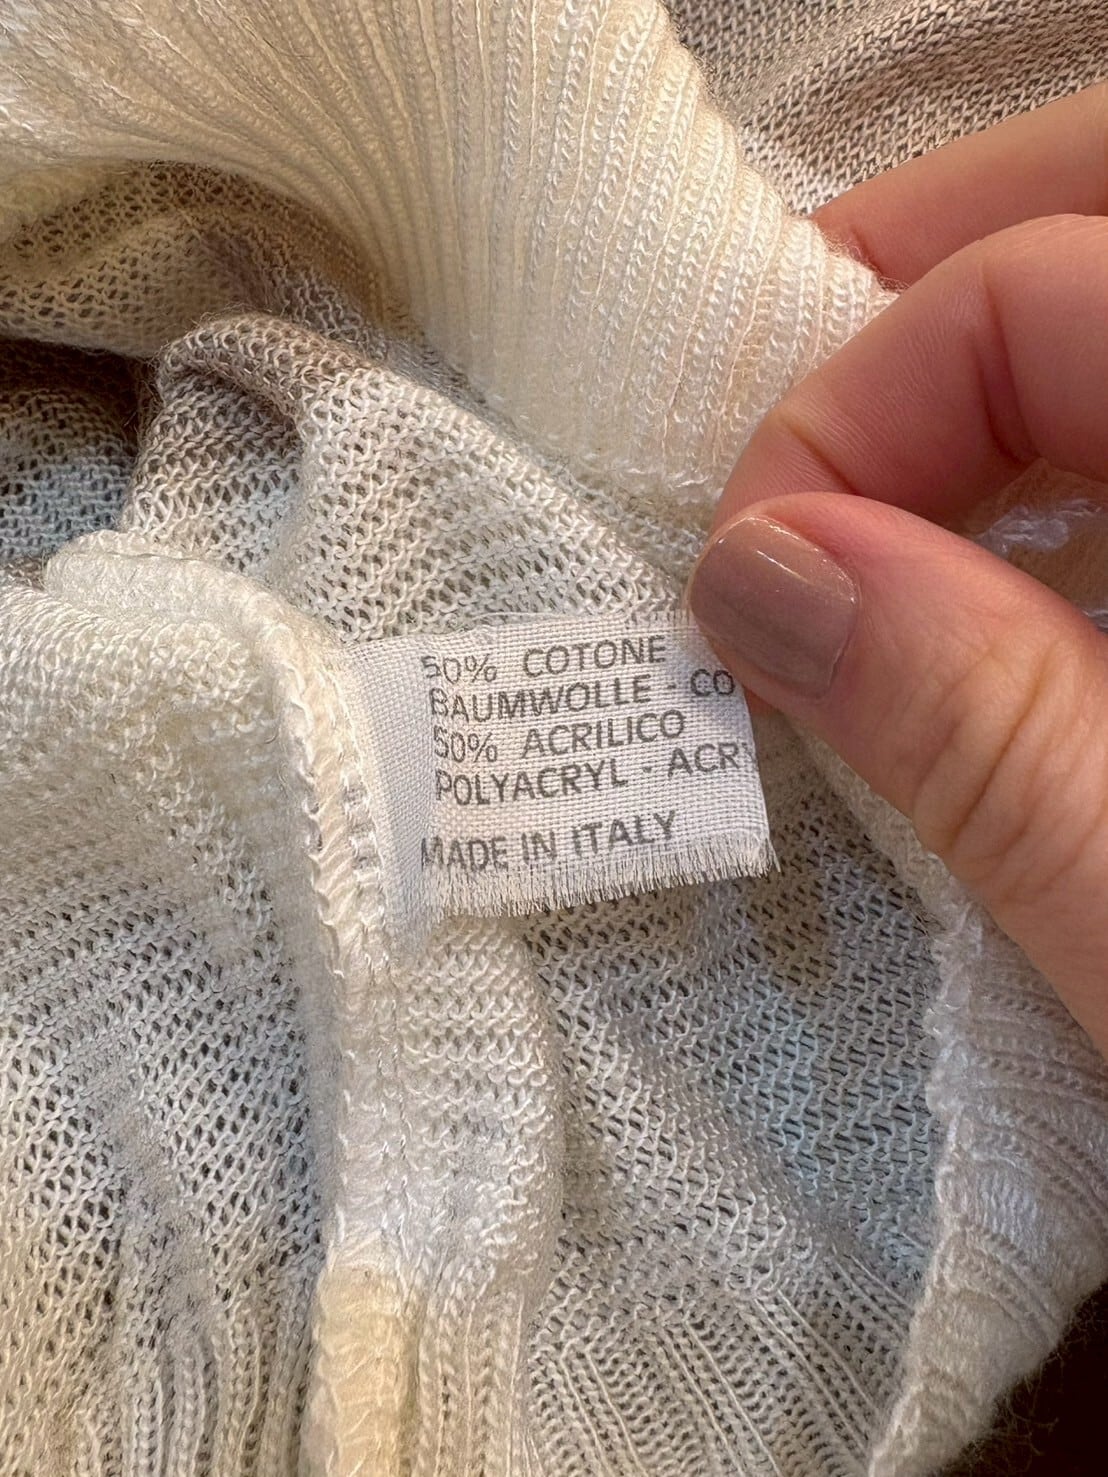 50% COTONE
BAUMWOLLE - CO
50% ACRILICO
POLYACRYL - ACR
MADE IN ITALY